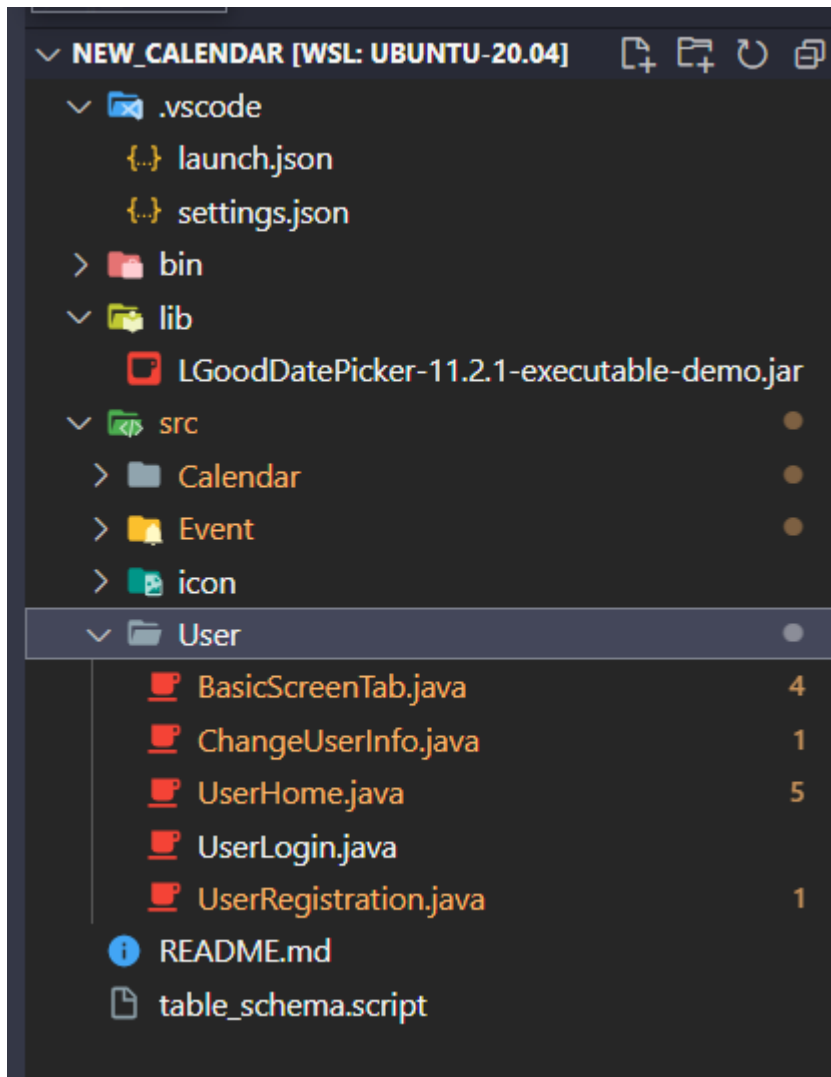 NEW_CALENDAR [WSL: UBUNTU-20.04]
.vscode
{..} launch.json
{..} settings.json
bin
lib
LGoodDatePicker-11.2.1-executable-demo.jar
src
Calendar
Event
icon
User
BasicScreenTab.java 4
ChangeUserInfo.java 1
UserHome.java 5
UserLogin.java
UserRegistration.java 1
README.md
table_schema.script